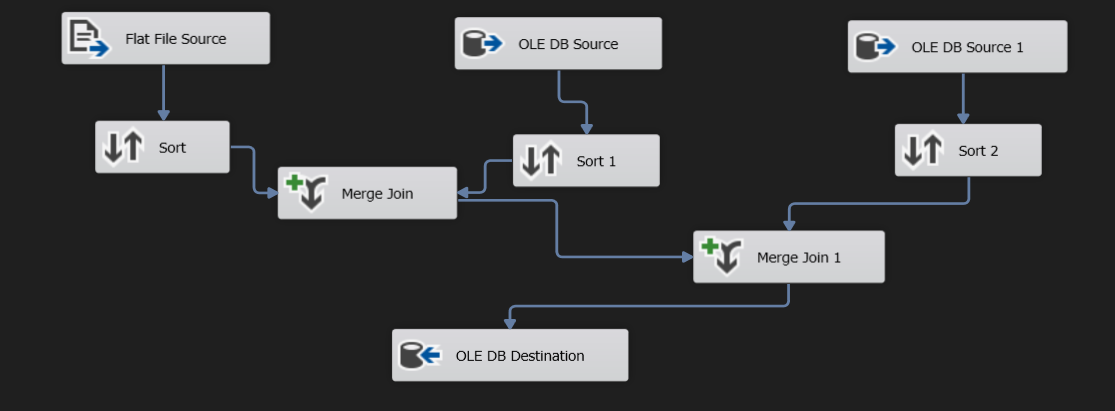 Flat File Source
OLE DB Source
OLE DB Source 1
Sort
Sort 1
Sort 2
Merge Join
Merge Join 1
OLE DB Destination